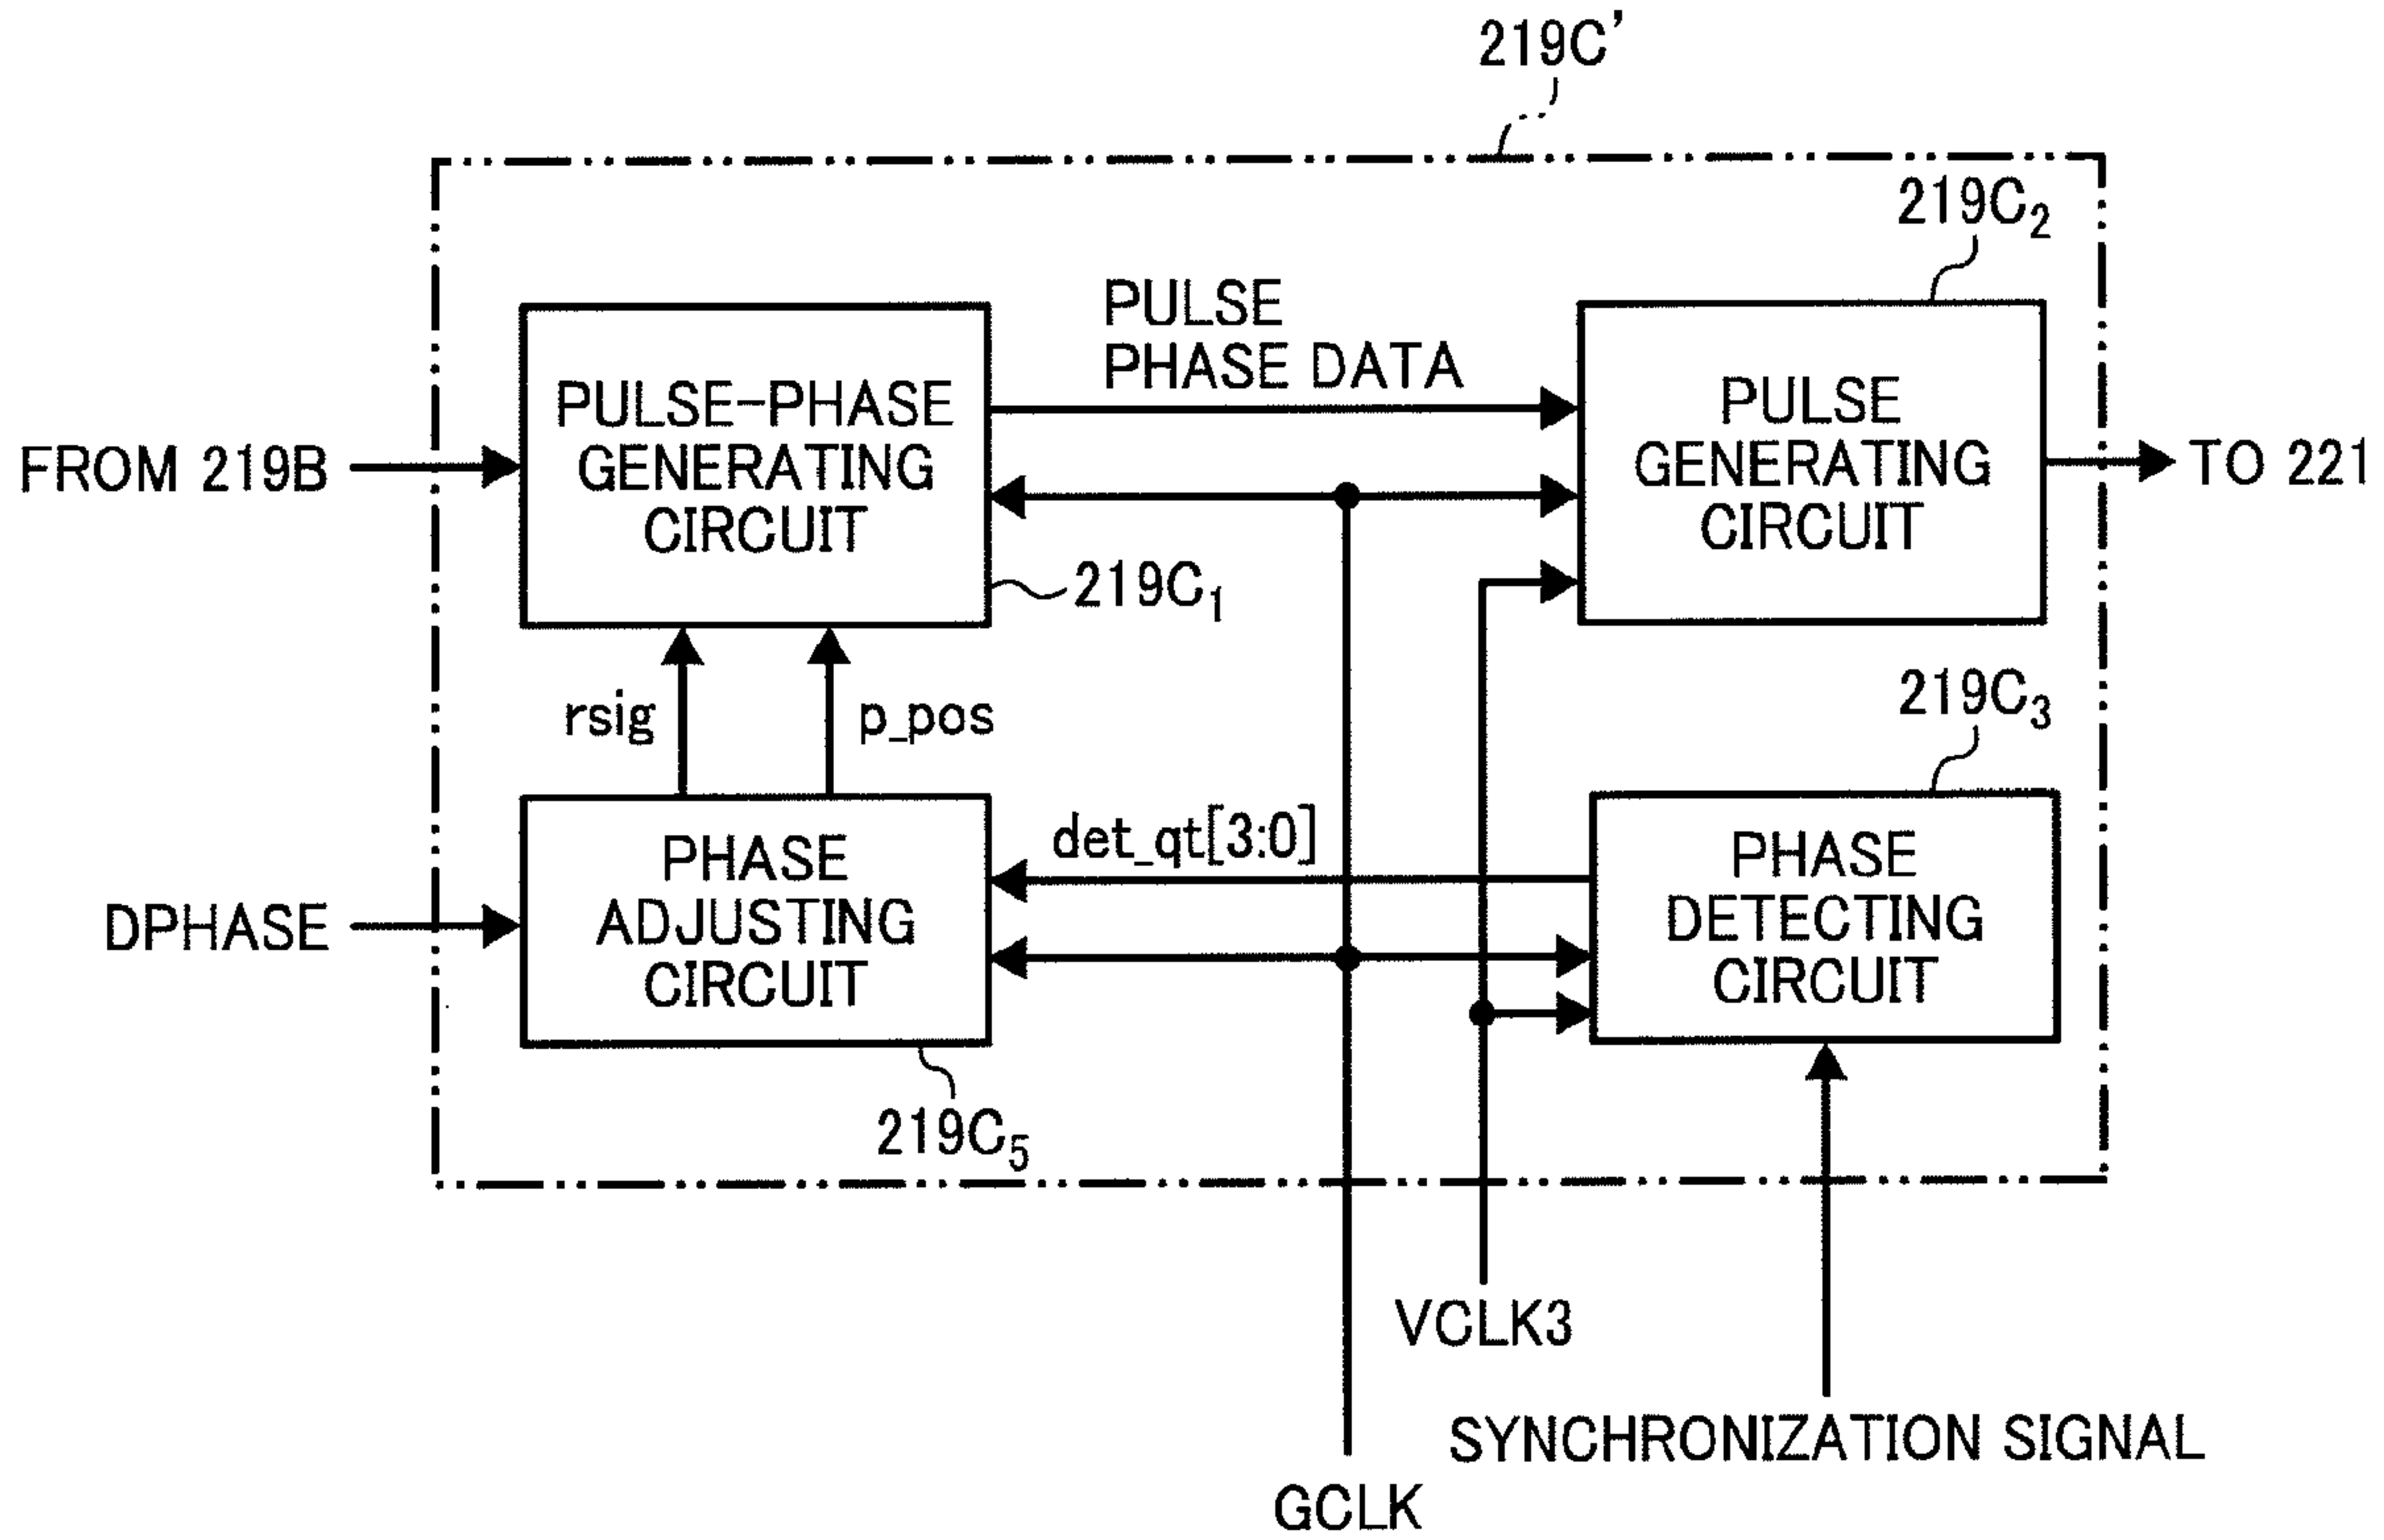 219C'
219C2
PULSE
PHASE DATA
PULSE-PHASE
GENERATING
CIRCUIT
PULSE
GENERATING
CIRCUIT
FROM 219B
TO 221
219C1
rsig
p_pos
219C3
det_qt[3:0]
PHASE
ADJUSTING
CIRCUIT
PHASE
DETECTING
CIRCUIT
DPHASE
219C5
VCLK3
SYNCHRONIZATION SIGNAL
GCLK